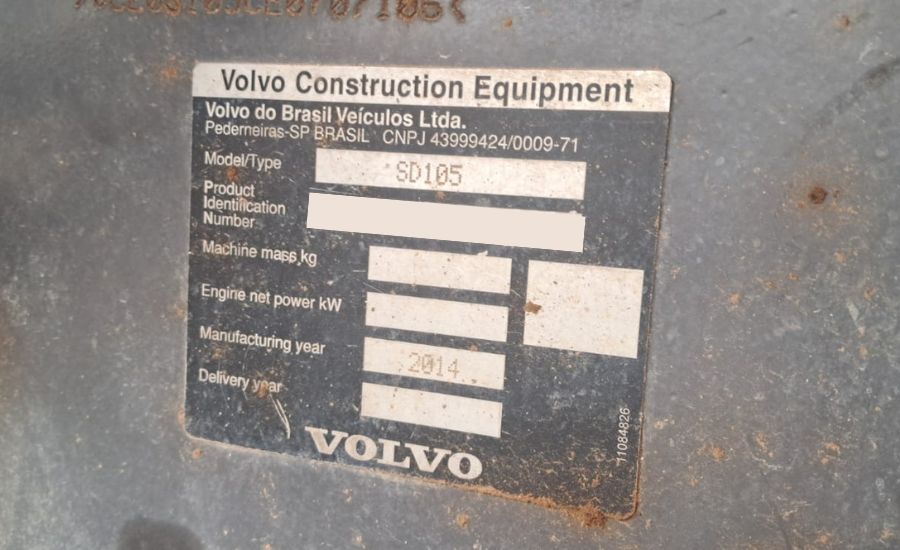 Volvo Construction Equipment
Volvo do Brasil Veículos Ltda.
Pederneiras-SP BRASIL CNPJ 43999424/0009-71
Model/Type SD105
Product
Identification
Number
Machine mass kg
Engine net power kW
Manufacturing year 2014
Delivery year
11084826
VOLVO